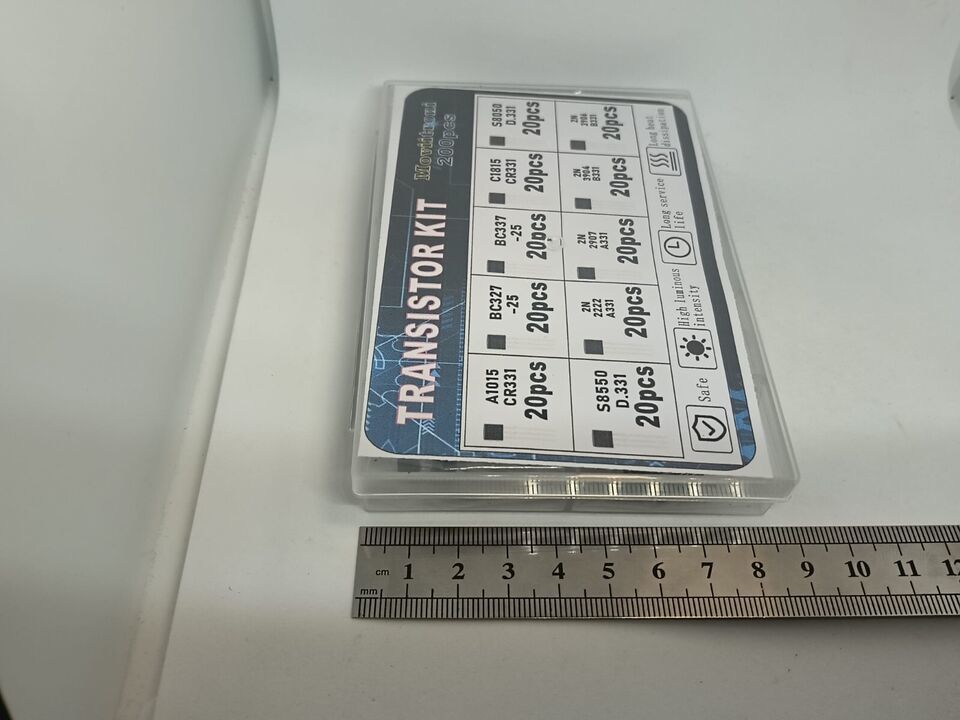 TRANSISTOR KIT
Moviltronl
200pcs
A1015
CR331
20pcs
BC327
-25
20pcs
BC337
-25
20pcs
C1815
CR331
20pcs
S8050
D.331
20pcs
S8550
D.331
20pcs
2N
2222
A331
20pcs
2N
2907
A331
20pcs
2N
3904
B331
20pcs
2N
3906
B331
20pcs
Safe
High luminous
intensity
Long service
life
Long heat
dissipation
cm 1 2 3 4 5 6 7 8 9 10 11 12
mm